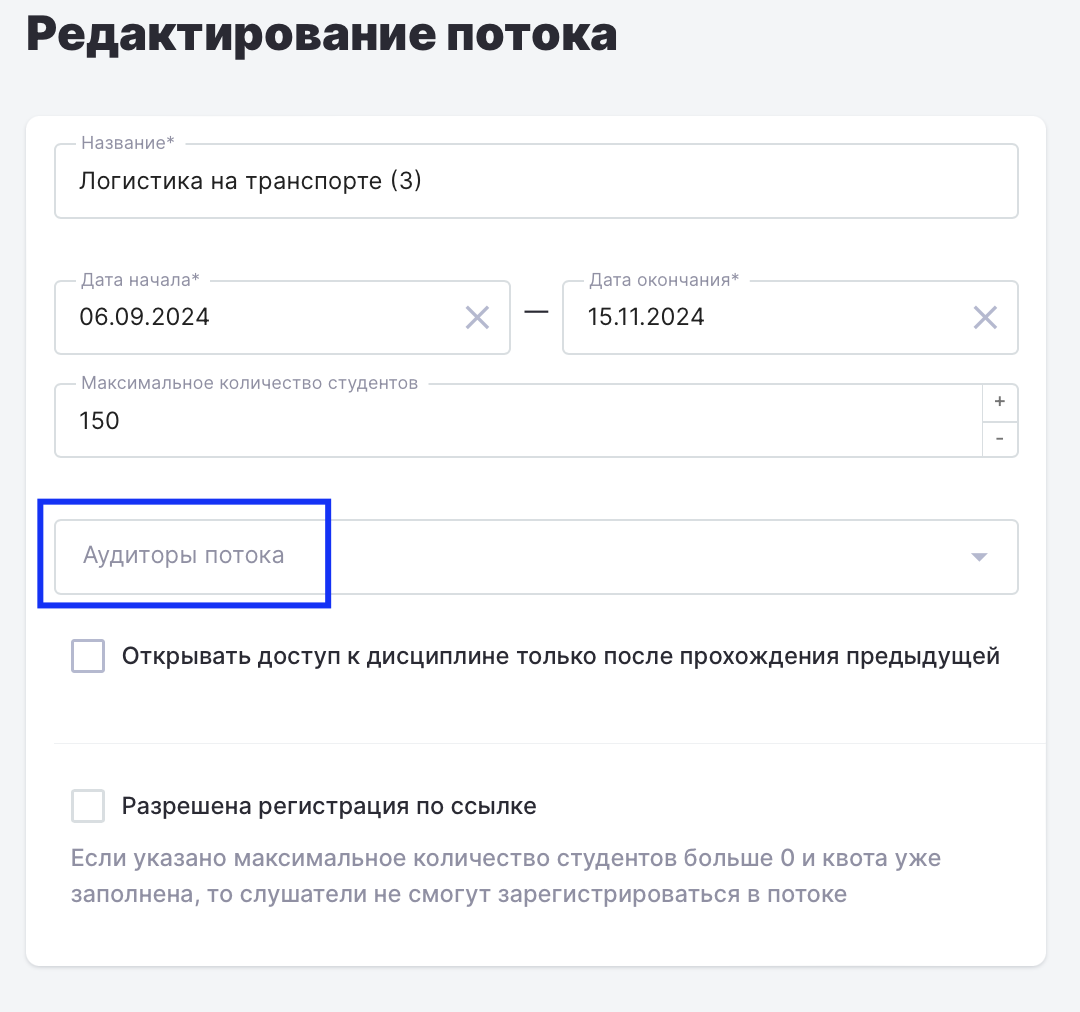 Редактирование потока
Название*
Логистика на транспорте (3)
Дата начала*
06.09.2024
—
Дата окончания*
15.11.2024
Максимальное количество студентов
150
+
-
Аудиторы потока
Открывать доступ к дисциплине только после прохождения предыдущей
Разрешена регистрация по ссылке
Если указано максимальное количество студентов больше 0 и квота уже
заполнена, то слушатели не смогут зарегистрироваться в потоке